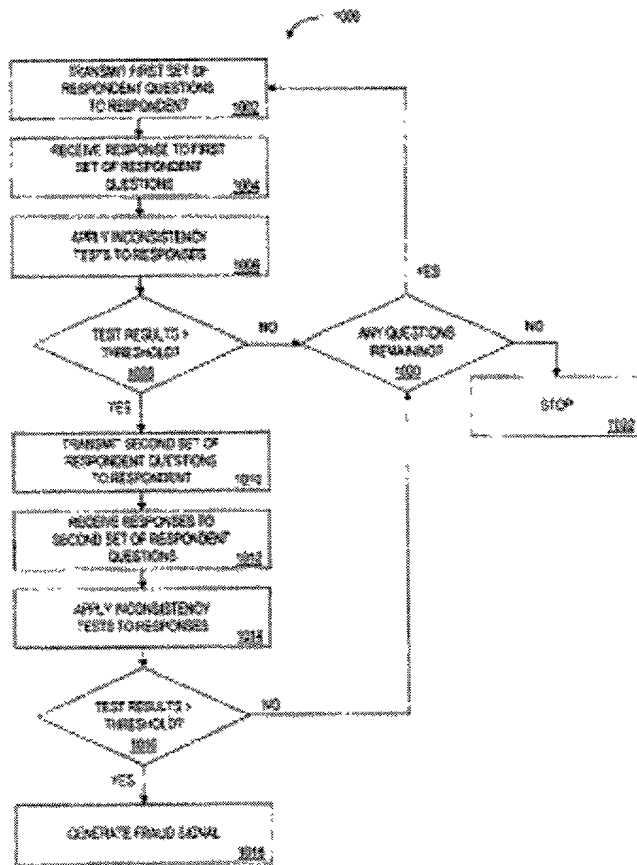 TRANSMIT FIRST SET OF
RESPONDENT QUESTIONS
TO RESPONDENT
1002
RECEIVE RESPONSE TO FIRST
SET OF RESPONDENT
QUESTIONS
1004
APPLY INCONSISTENCY
TESTS TO RESPONSES
1006
TEST RESULTS >
THRESHOLD?
NO
ANY QUESTIONS
REMAINING?
YES
NO
STOP
YES
TRANSMIT SECOND SET OF
RESPONDENT QUESTIONS
TO RESPONDENT
1010
RECEIVE RESPONSES TO
SECOND SET OF RESPONDENT
QUESTIONS
1012
APPLY INCONSISTENCY
TESTS TO RESPONSES
TEST RESULTS >
THRESHOLD?
NO
YES
GENERATE FRAUD SIGNAL